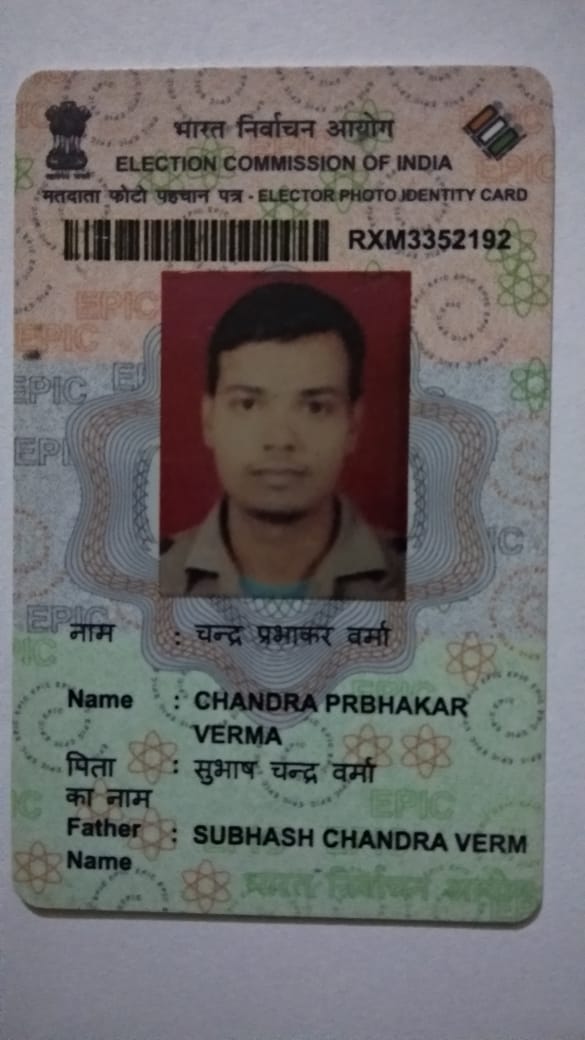 भारत निर्वाचन आयोग
ELECTION COMMISSION OF INDIA
मतदाता फोटो पहचान पत्र - ELECTOR PHOTO IDENTITY CARD
RXM3352192
नाम : चन्द्र प्रभाकर वर्मा
Name : CHANDRA PRBHAKAR
VERMA
पिता : सुभाष चन्द्र वर्मा
का नाम
Father : SUBHASH CHANDRA VERM
Name
भारत निर्वाचन आयोग